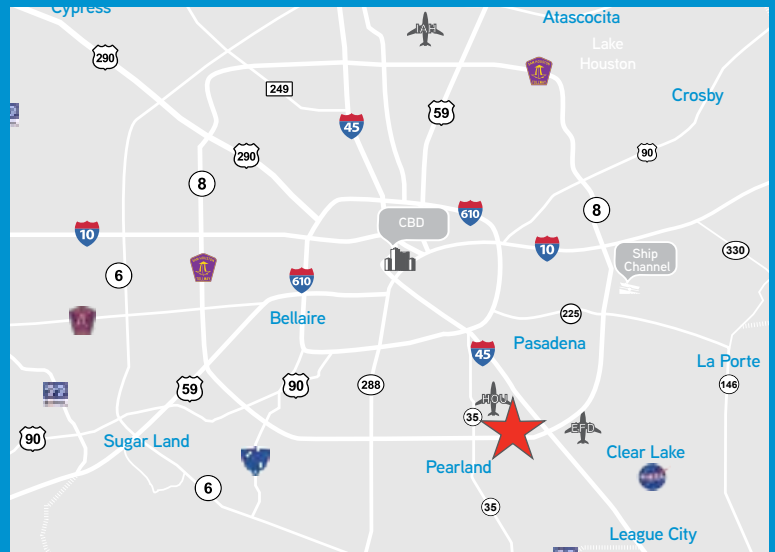 Cypress
Atascocita
IAH
Lake
Houston
290
249
Crosby
59
45
90
290
8
8
610
CBD
10
10
330
Ship
Channel
6
610
225
Bellaire
Pasadena
45
La Porte
59
90
288
146
HOU
35
EFD
90
Sugar Land
Clear Lake
Pearland
NASA
6
35
League City